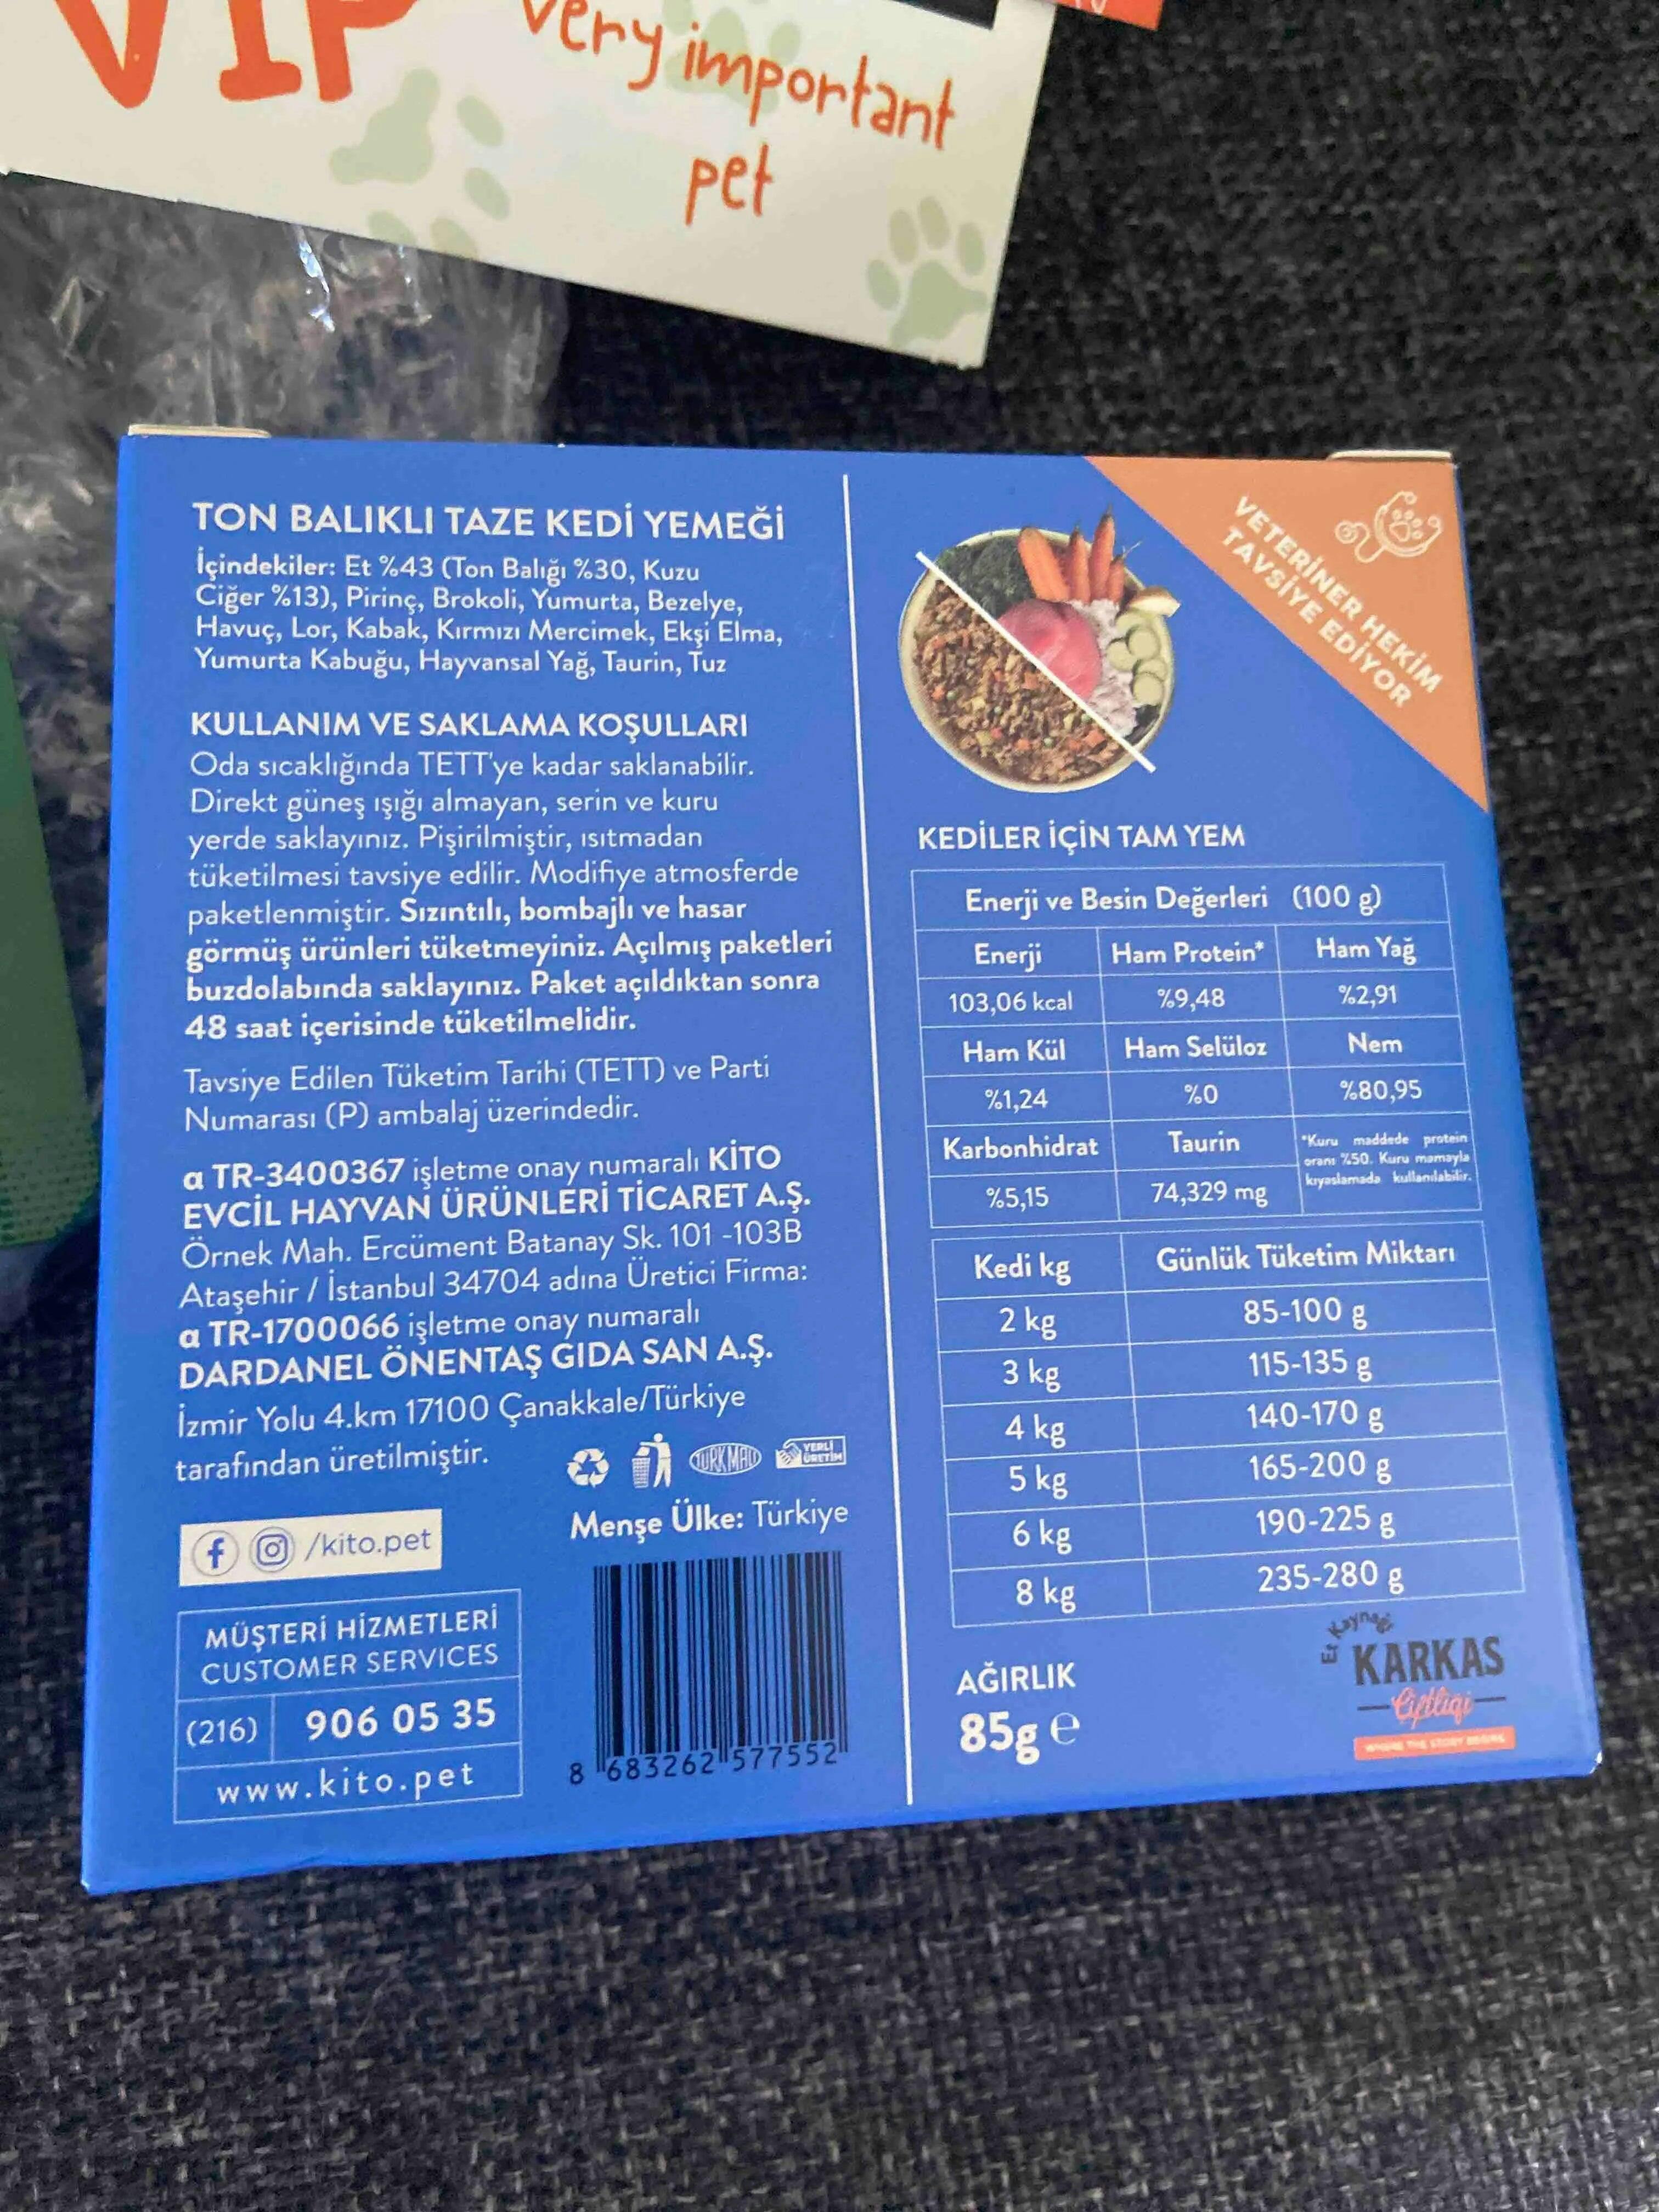 VIP
very important
pet
TON BALIKLI TAZE KEDİ YEMEĞİ
İçindekiler: Et %43 (Ton Balığı %30, Kuzu
Ciğer %13), Pirinç, Brokoli, Yumurta, Bezelye,
Havuç, Lor, Kabak, Kırmızı Mercimek, Ekşi Elma,
Yumurta Kabuğu, Hayvansal Yağ, Taurin, Tuz
KULLANIM VE SAKLAMA KOŞULLARI
Oda sıcaklığında TETT'ye kadar saklanabilir.
Direkt güneş ışığı almayan, serin ve kuru
yerde saklayınız. Pişirilmiştir, ısıtmadan
tüketilmesi tavsiye edilir. Modifiye atmosferde
paketlenmiştir. Sızıntılı, bombajlı ve hasar
görmüş ürünleri tüketmeyiniz. Açılmış paketleri
buzdolabında saklayınız. Paket açıldıktan sonra
48 saat içerisinde tüketilmelidir.
Tavsiye Edilen Tüketim Tarihi (TETT) ve Parti
Numarası (P) ambalaj üzerindedir.
α TR-3400367 işletme onay numaralı KİTO
EVCİL HAYVAN ÜRÜNLERİ TİCARET A.Ş.
Örnek Mah. Ercüment Batanay Sk. 101 -103B
Ataşehir / İstanbul 34704 adına Üretici Firma:
α TR-1700066 işletme onay numaralı
DARDANEL ÖNENTAŞ GIDA SAN A.Ş.
İzmir Yolu 4.km 17100 Çanakkale/Türkiye
tarafından üretilmiştir.
TÜRK MALI
YERLİ
ÜRETİM
Menşe Ülke: Türkiye
/kito.pet
MÜŞTERİ HİZMETLERİ
CUSTOMER SERVICES
(216) 906 05 35
www.kito.pet
8 683262 577552
VETERİNER HEKİM
TAVSİYE EDİYOR
KEDİLER İÇİN TAM YEM
Enerji ve Besin Değerleri (100 g)
Enerji Ham Protein* Ham Yağ
103,06 kcal %9,48 %2,91
Ham Kül Ham Selüloz Nem
%1,24 %0 %80,95
Karbonhidrat Taurin
%5,15 74,329 mg
*Kuru maddede protein
oranı %50. Kuru mamayla
kıyaslamada kullanılabilir.
Kedi kg Günlük Tüketim Miktarı
2 kg 85-100 g
3 kg 115-135 g
4 kg 140-170 g
5 kg 165-200 g
6 kg 190-225 g
8 kg 235-280 g
AĞIRLIK
85g ℮
Et Kaynağı
KARKAS
Çiftliği
WHERE THE STORY BEGINS